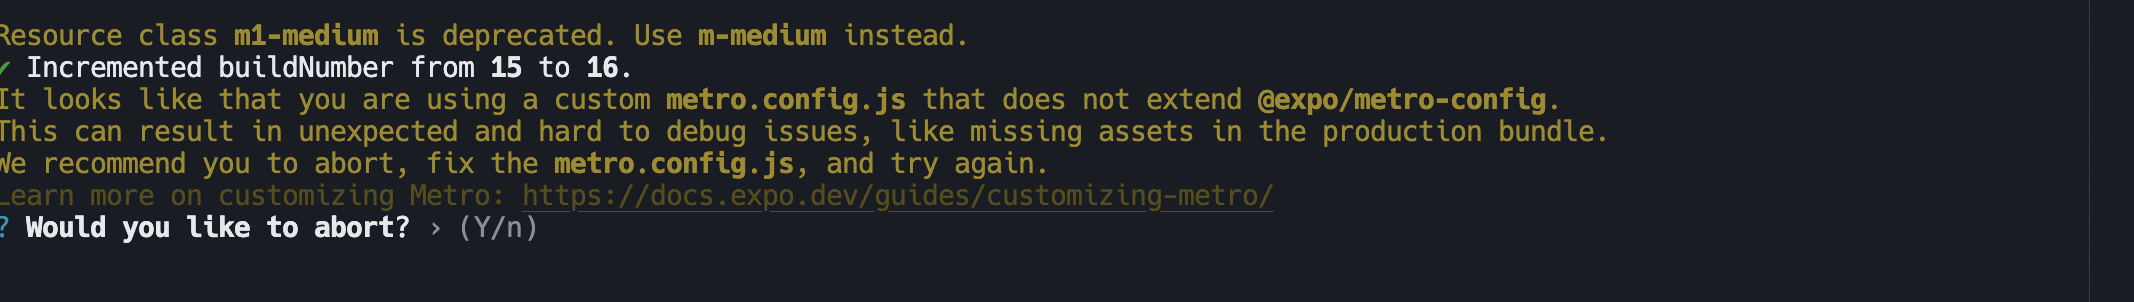 Resource class m1-medium is deprecated. Use m-medium instead.
✔ Incremented buildNumber from 15 to 16.
It looks like that you are using a custom metro.config.js that does not extend @expo/metro-config.
This can result in unexpected and hard to debug issues, like missing assets in the production bundle.
We recommend you to abort, fix the metro.config.js, and try again.
Learn more on customizing Metro: https://docs.expo.dev/guides/customizing-metro/
? Would you like to abort? › (Y/n)